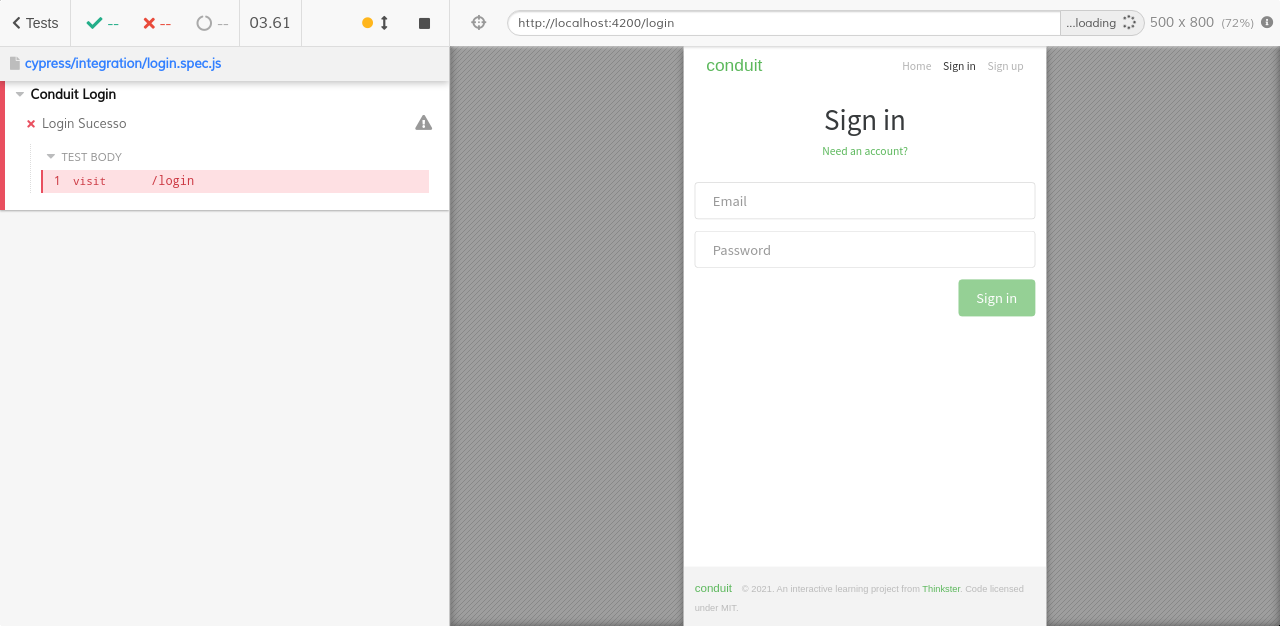 Tests
--
--
--
03.61
http://localhost:4200/login
...loading
500 x 800 (72%)
cypress/integration/login.spec.js
Conduit Login
Login Sucesso
TEST BODY
1 visit /login
conduit
Home Sign in Sign up
Sign in
Need an account?
Email
Password
Sign in
conduit © 2021. An interactive learning project from Thinkster. Code licensed
under MIT.